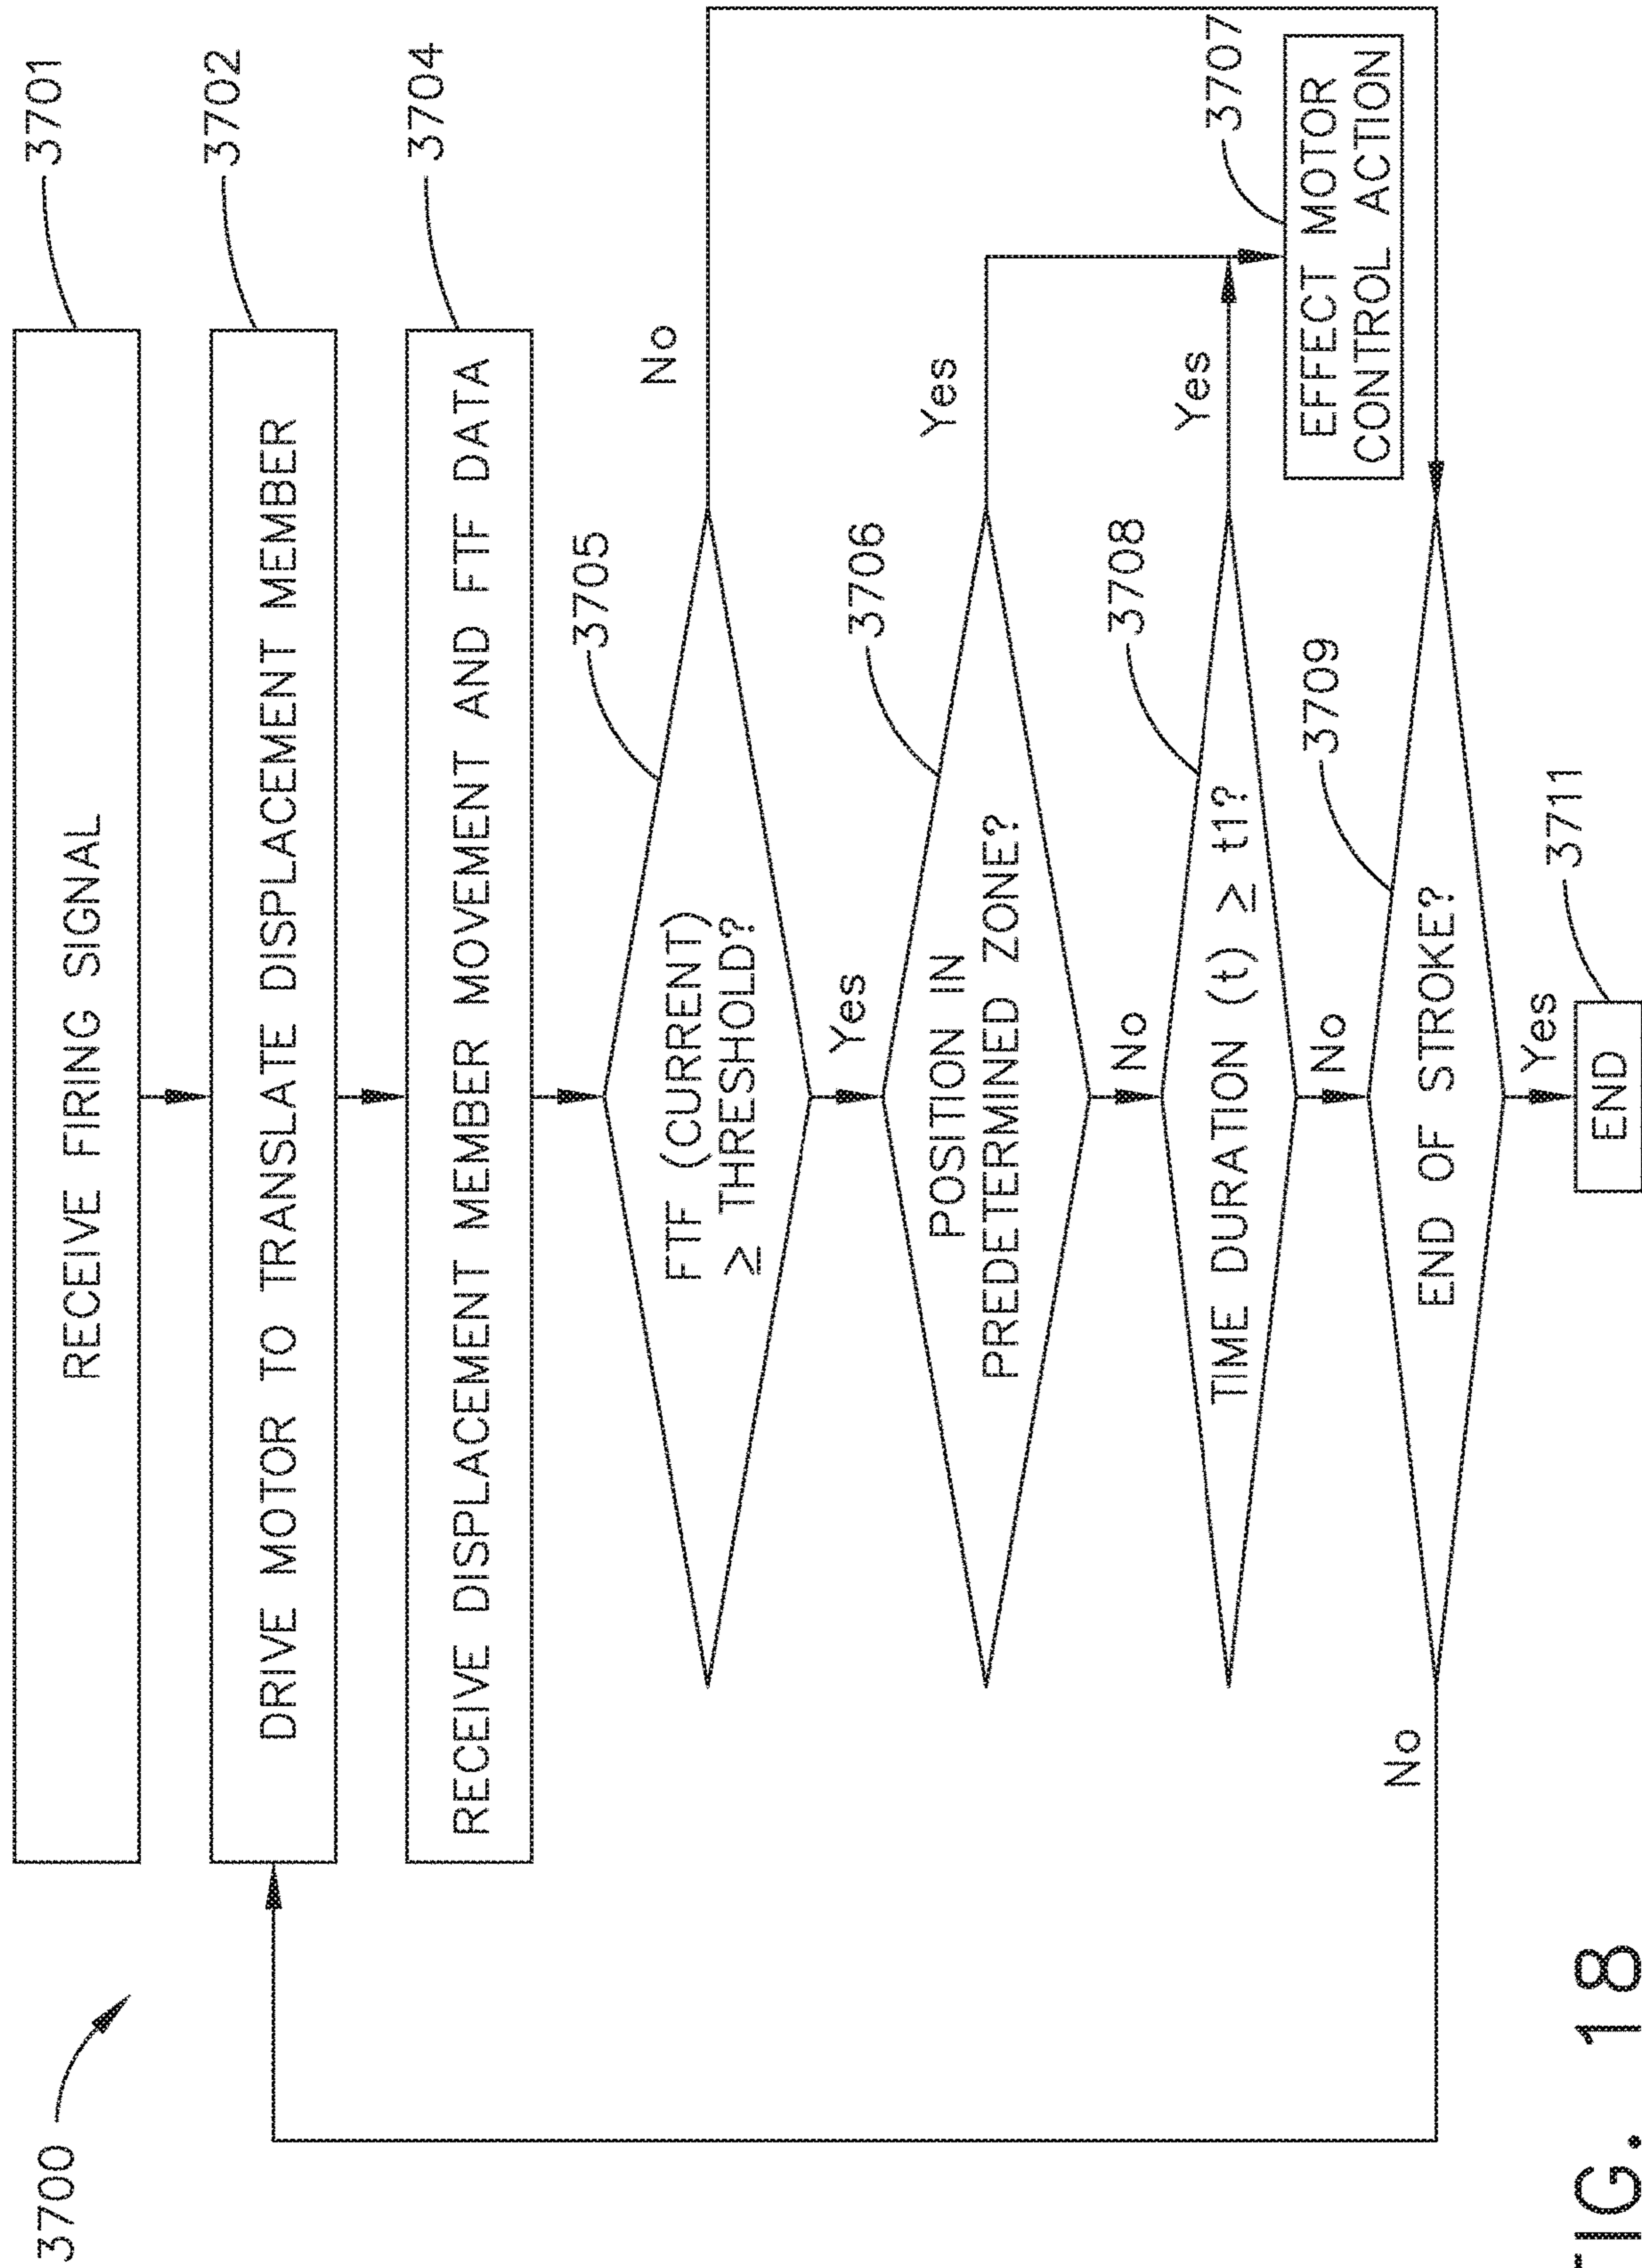 3700
RECEIVE FIRING SIGNAL
3701
DRIVE MOTOR TO TRANSLATE DISPLACEMENT MEMBER
3702
RECEIVE DISPLACEMENT MEMBER MOVEMENT AND FTF DATA
3704
FTF (CURRENT)
≥ THRESHOLD?
3705
No
Yes
POSITION IN
PREDETERMINED ZONE?
3706
Yes
No
TIME DURATION (t) ≥ t1?
3708
Yes
No
EFFECT MOTOR
CONTROL ACTION
3707
END OF STROKE?
3709
No
Yes
END
3711
FIG. 18